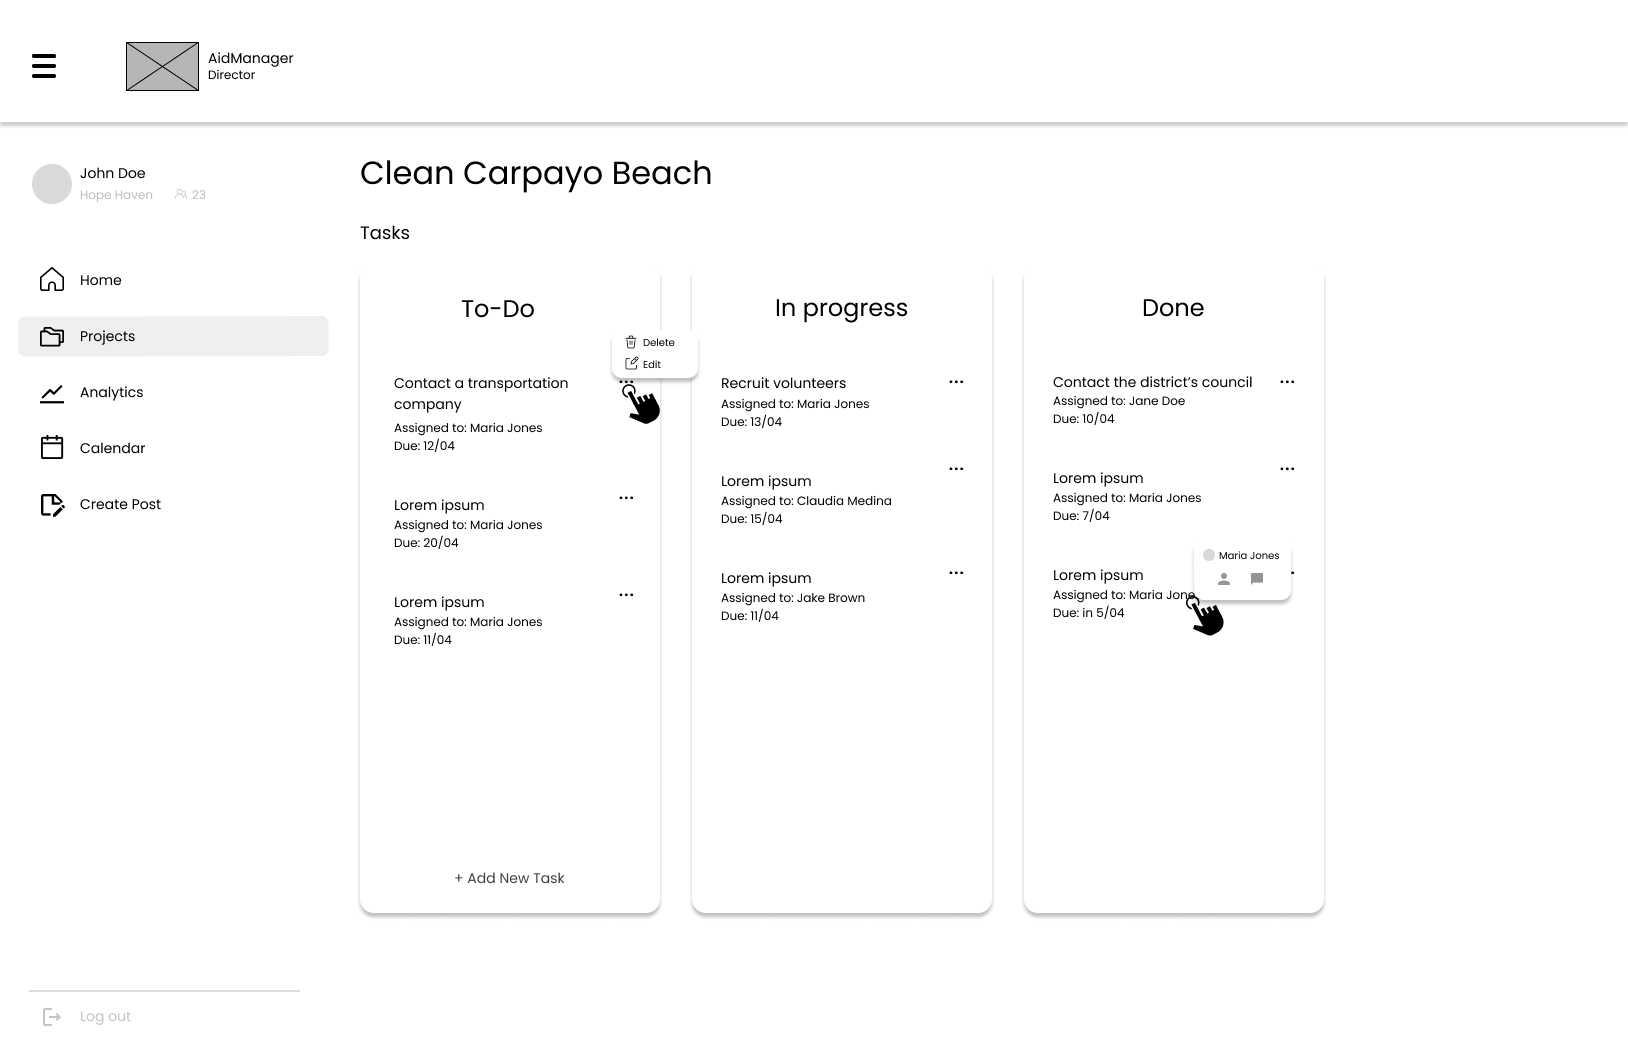 AidManager
Director
John Doe
Hope Haven 23
Home
Projects
Analytics
Calendar
Create Post
Log out
Clean Carpayo Beach
Tasks
To-Do
Delete
Edit
Contact a transportation
company
Assigned to: Maria Jones
Due: 12/04
Lorem ipsum
Assigned to: Maria Jones
Due: 20/04
Lorem ipsum
Assigned to: Maria Jones
Due: 11/04
+ Add New Task
In progress
Recruit volunteers
Assigned to: Maria Jones
Due: 13/04
Lorem ipsum
Assigned to: Claudia Medina
Due: 15/04
Lorem ipsum
Assigned to: Jake Brown
Due: 11/04
Done
Contact the district’s council
Assigned to: Jane Doe
Due: 10/04
Lorem ipsum
Assigned to: Maria Jones
Due: 7/04
Maria Jones
Lorem ipsum
Assigned to: Maria Jone
Due: in 5/04